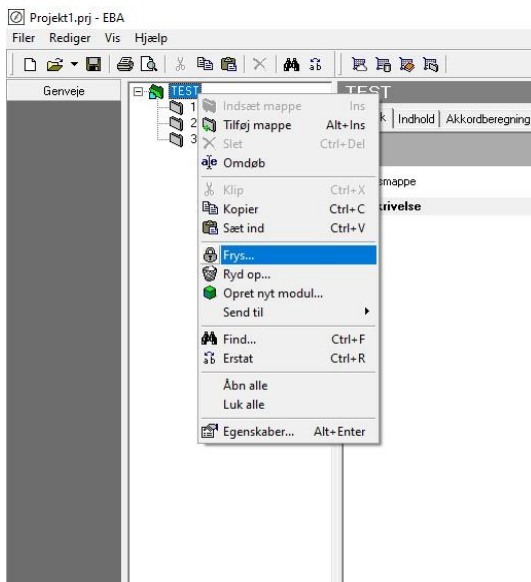 Projekt1.prj - EBA
Filer Rediger Vis Hjælp
Genveje
TEST
1
2
3
TEST
k Indhold Akkordberegning
smappe
krivelse
Indsæt mappe Ins
Tilføj mappe Alt+Ins
Slet Ctrl+Del
Omdøb
Klip Ctrl+X
Kopier Ctrl+C
Sæt ind Ctrl+V
Frys...
Ryd op...
Opret nyt modul...
Send til
Find... Ctrl+F
Erstat Ctrl+R
Åbn alle
Luk alle
Egenskaber... Alt+Enter